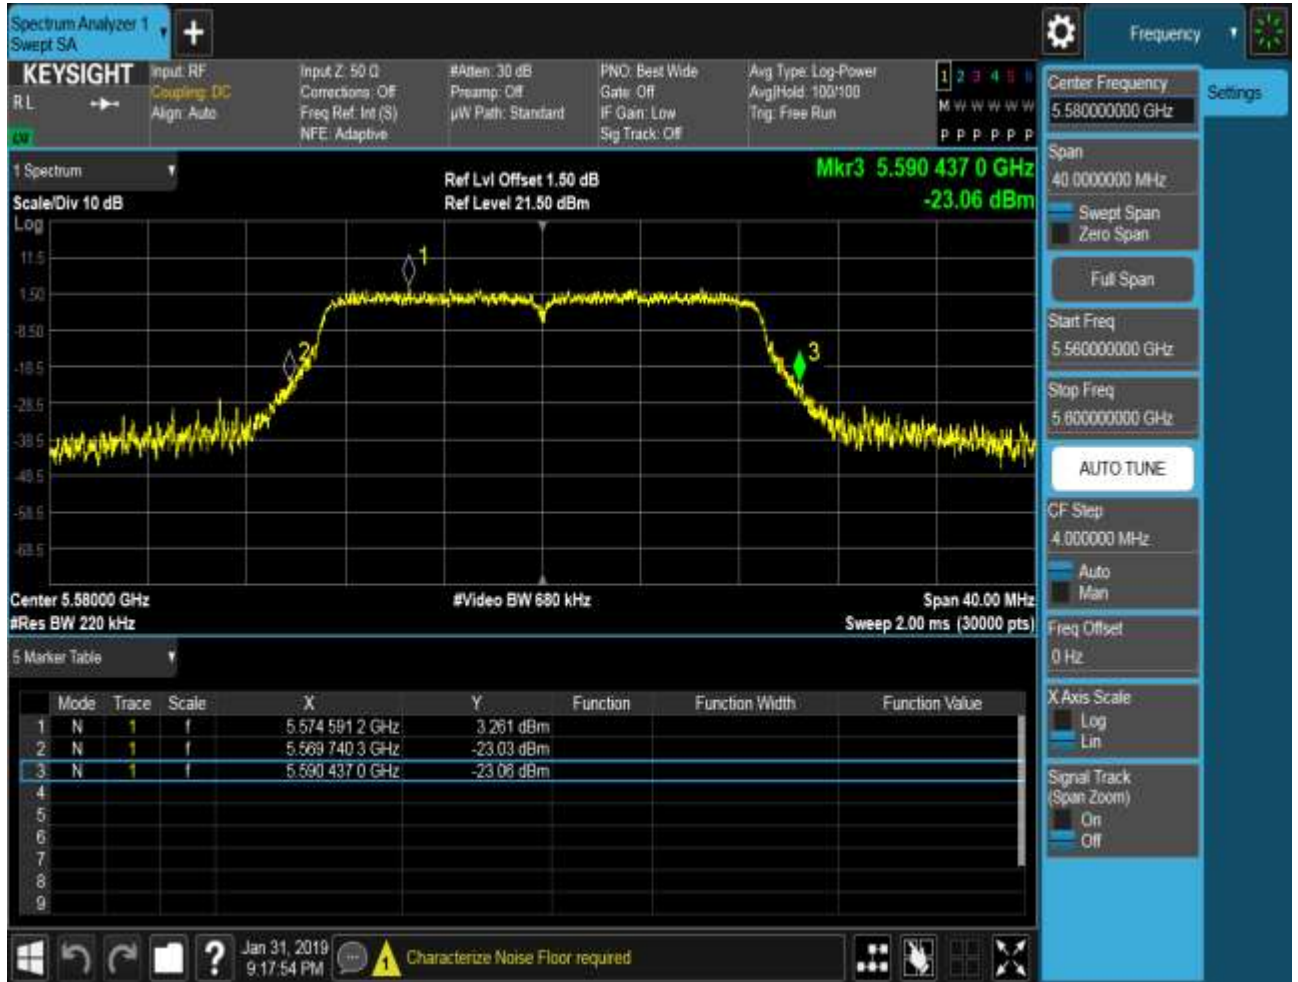 Spectrum Analyzer 1
Swept SA
+
Frequency
KEYSIGHT
RL
Input: RF
Coupling: DC
Align: Auto
Input Z: 50 Ω
Corrections: Off
Freq Ref: Int (S)
NFE: Adaptive
#Atten: 30 dB
Preamp: Off
µW Path: Standard
PNO: Best Wide
Gate: Off
IF Gain: Low
Sig Track: Off
Avg Type: Log-Power
Avg|Hold: 100/100
Trig: Free Run
1 2 3 4 5 6
M W W W W W
P P P P P P
1 Spectrum
Scale/Div 10 dB
Ref Lvl Offset 1.50 dB
Ref Level 21.50 dBm
Mkr3 5.590 437 0 GHz
-23.06 dBm
Log
11.5
1.50
-8.50
-18.5
-28.5
-38.5
-48.5
-58.5
-68.5
1
2
3
Center 5.58000 GHz
#Res BW 220 kHz
#Video BW 680 kHz
Span 40.00 MHz
Sweep 2.00 ms (30000 pts)
5 Marker Table
Mode Trace Scale X Y Function Function Width Function Value
1 N 1 f 5.574 591 2 GHz 3.261 dBm
2 N 1 f 5.569 740 3 GHz -23.03 dBm
3 N 1 f 5.590 437 0 GHz -23.06 dBm
4
5
6
7
8
9
Center Frequency
5.580000000 GHz
Settings
Span
40.0000000 MHz
Swept Span
Zero Span
Full Span
Start Freq
5.560000000 GHz
Stop Freq
5.600000000 GHz
AUTO TUNE
CF Step
4.000000 MHz
Auto
Man
Freq Offset
0 Hz
X Axis Scale
Log
Lin
Signal Track
(Span Zoom)
On
Off
?
Jan 31, 2019
9:17:54 PM
1
Characterize Noise Floor required